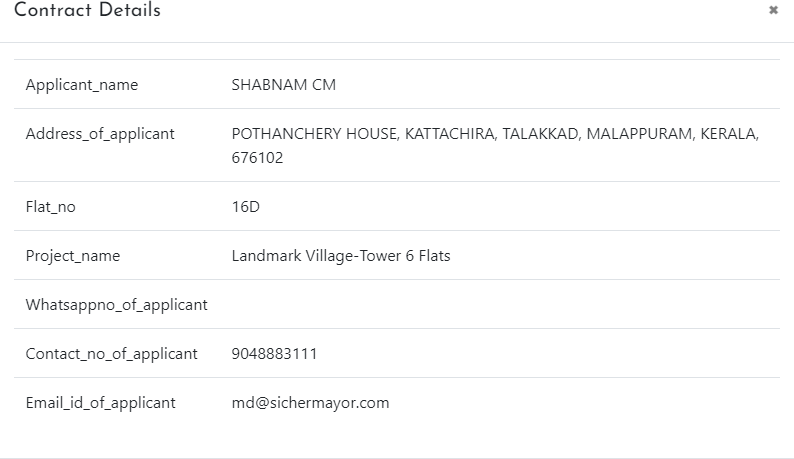 Contract Details
Applicant_name SHABNAM CM
Address_of_applicant POTHANCHERY HOUSE, KATTACHIRA, TALAKKAD, MALAPPURAM, KERALA,
676102
Flat_no 16D
Project_name Landmark Village-Tower 6 Flats
Whatsappno_of_applicant
Contact_no_of_applicant 9048883111
Email_id_of_applicant md@sichermayor.com